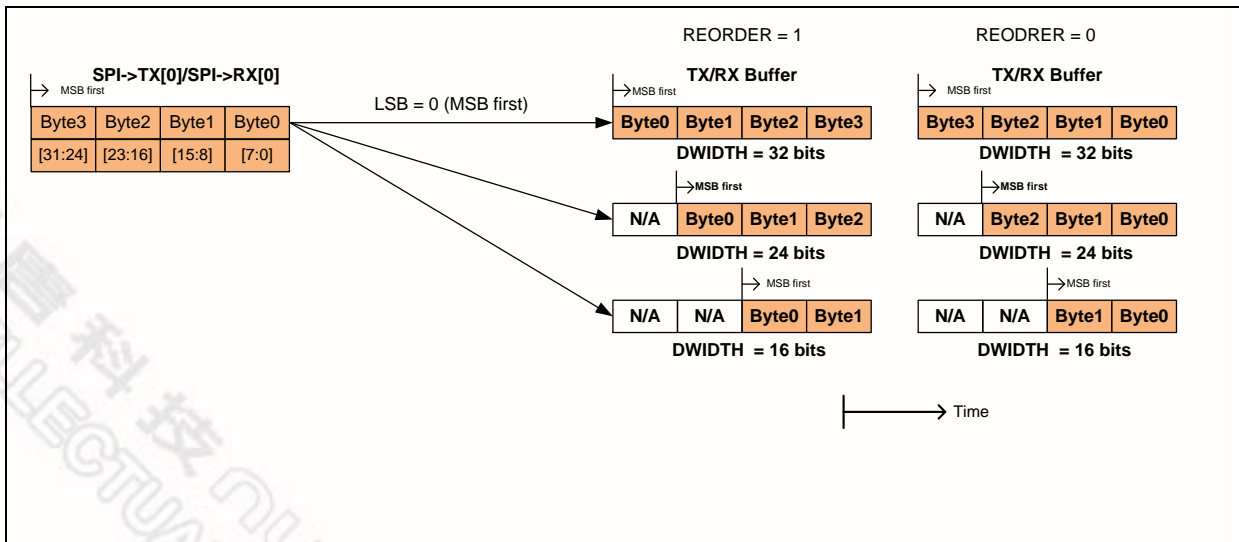 REORDER = 1
REODRER = 0
SPI->TX[0]/SPI->RX[0]
MSB first
Byte3 Byte2 Byte1 Byte0
[31:24] [23:16] [15:8] [7:0]
LSB = 0 (MSB first)
TX/RX Buffer
MSB first
Byte0 Byte1 Byte2 Byte3
DWIDTH = 32 bits
MSB first
N/A Byte0 Byte1 Byte2
DWIDTH = 24 bits
MSB first
N/A N/A Byte0 Byte1
DWIDTH = 16 bits
TX/RX Buffer
MSB first
Byte3 Byte2 Byte1 Byte0
DWIDTH = 32 bits
MSB first
N/A Byte2 Byte1 Byte0
DWIDTH = 24 bits
MSB first
N/A N/A Byte1 Byte0
DWIDTH = 16 bits
Time
科技